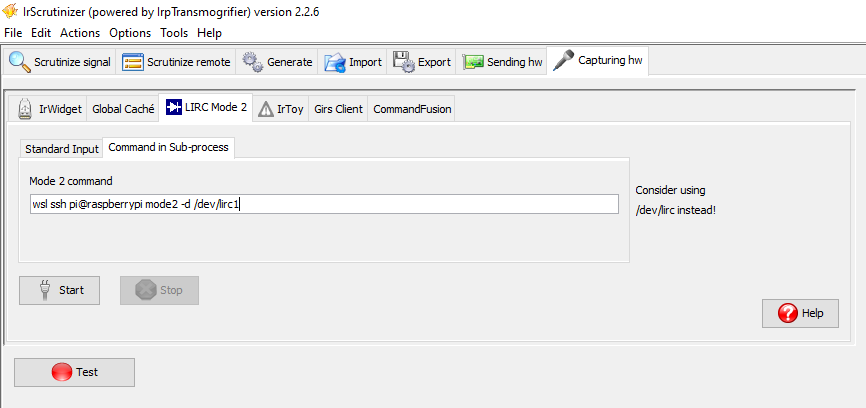 IrScrutinizer (powered by IrpTransmogrifier) version 2.2.6
File Edit Actions Options Tools Help
Scrutinize signal Scrutinize remote Generate Import Export Sending hw Capturing hw
IrWidget Global Caché LIRC Mode 2 IrToy Girs Client CommandFusion
Standard Input Command in Sub-process
Mode 2 command
wsl ssh pi@raspberrypi mode2 -d /dev/lirc1
Consider using
/dev/lirc instead!
Start Stop
Help
Test